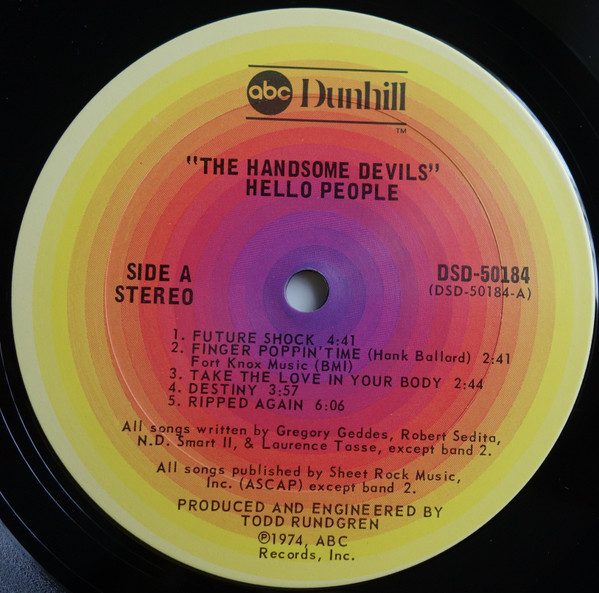 abc Dunhill
TM
"THE HANDSOME DEVILS"
HELLO PEOPLE
SIDE A
STEREO
DSD-50184
(DSD-50184-A)
1. FUTURE SHOCK 4:41
2. FINGER POPPIN' TIME (Hank Ballard) 2:41
Fort Knox Music (BMI)
3. TAKE THE LOVE IN YOUR BODY 2:44
4. DESTINY 3:57
5. RIPPED AGAIN 6:06
All songs written by Gregory Geddes, Robert Sedita,
N.D. Smart II, & Laurence Tasse, except band 2.
All songs published by Sheet Rock Music,
Inc. (ASCAP) except band 2.
PRODUCED AND ENGINEERED BY
TODD RUNDGREN
℗1974, ABC
Records, Inc.